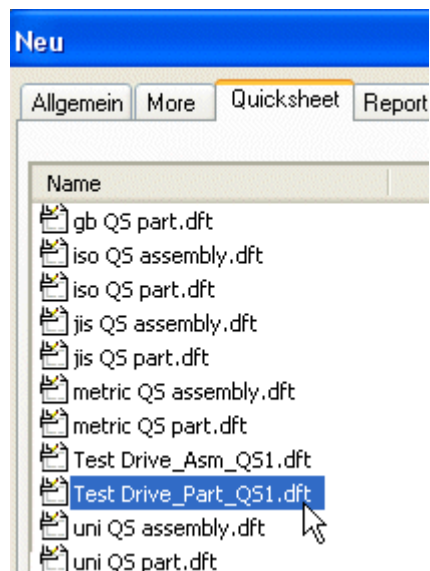 Neu
Allgemein More Quicksheet Report
Name
gb QS part.dft
iso QS assembly.dft
iso QS part.dft
jis QS assembly.dft
jis QS part.dft
metric QS assembly.dft
metric QS part.dft
Test Drive_Asm_QS1.dft
Test Drive_Part_QS1.dft
uni QS assembly.dft
uni QS part.dft